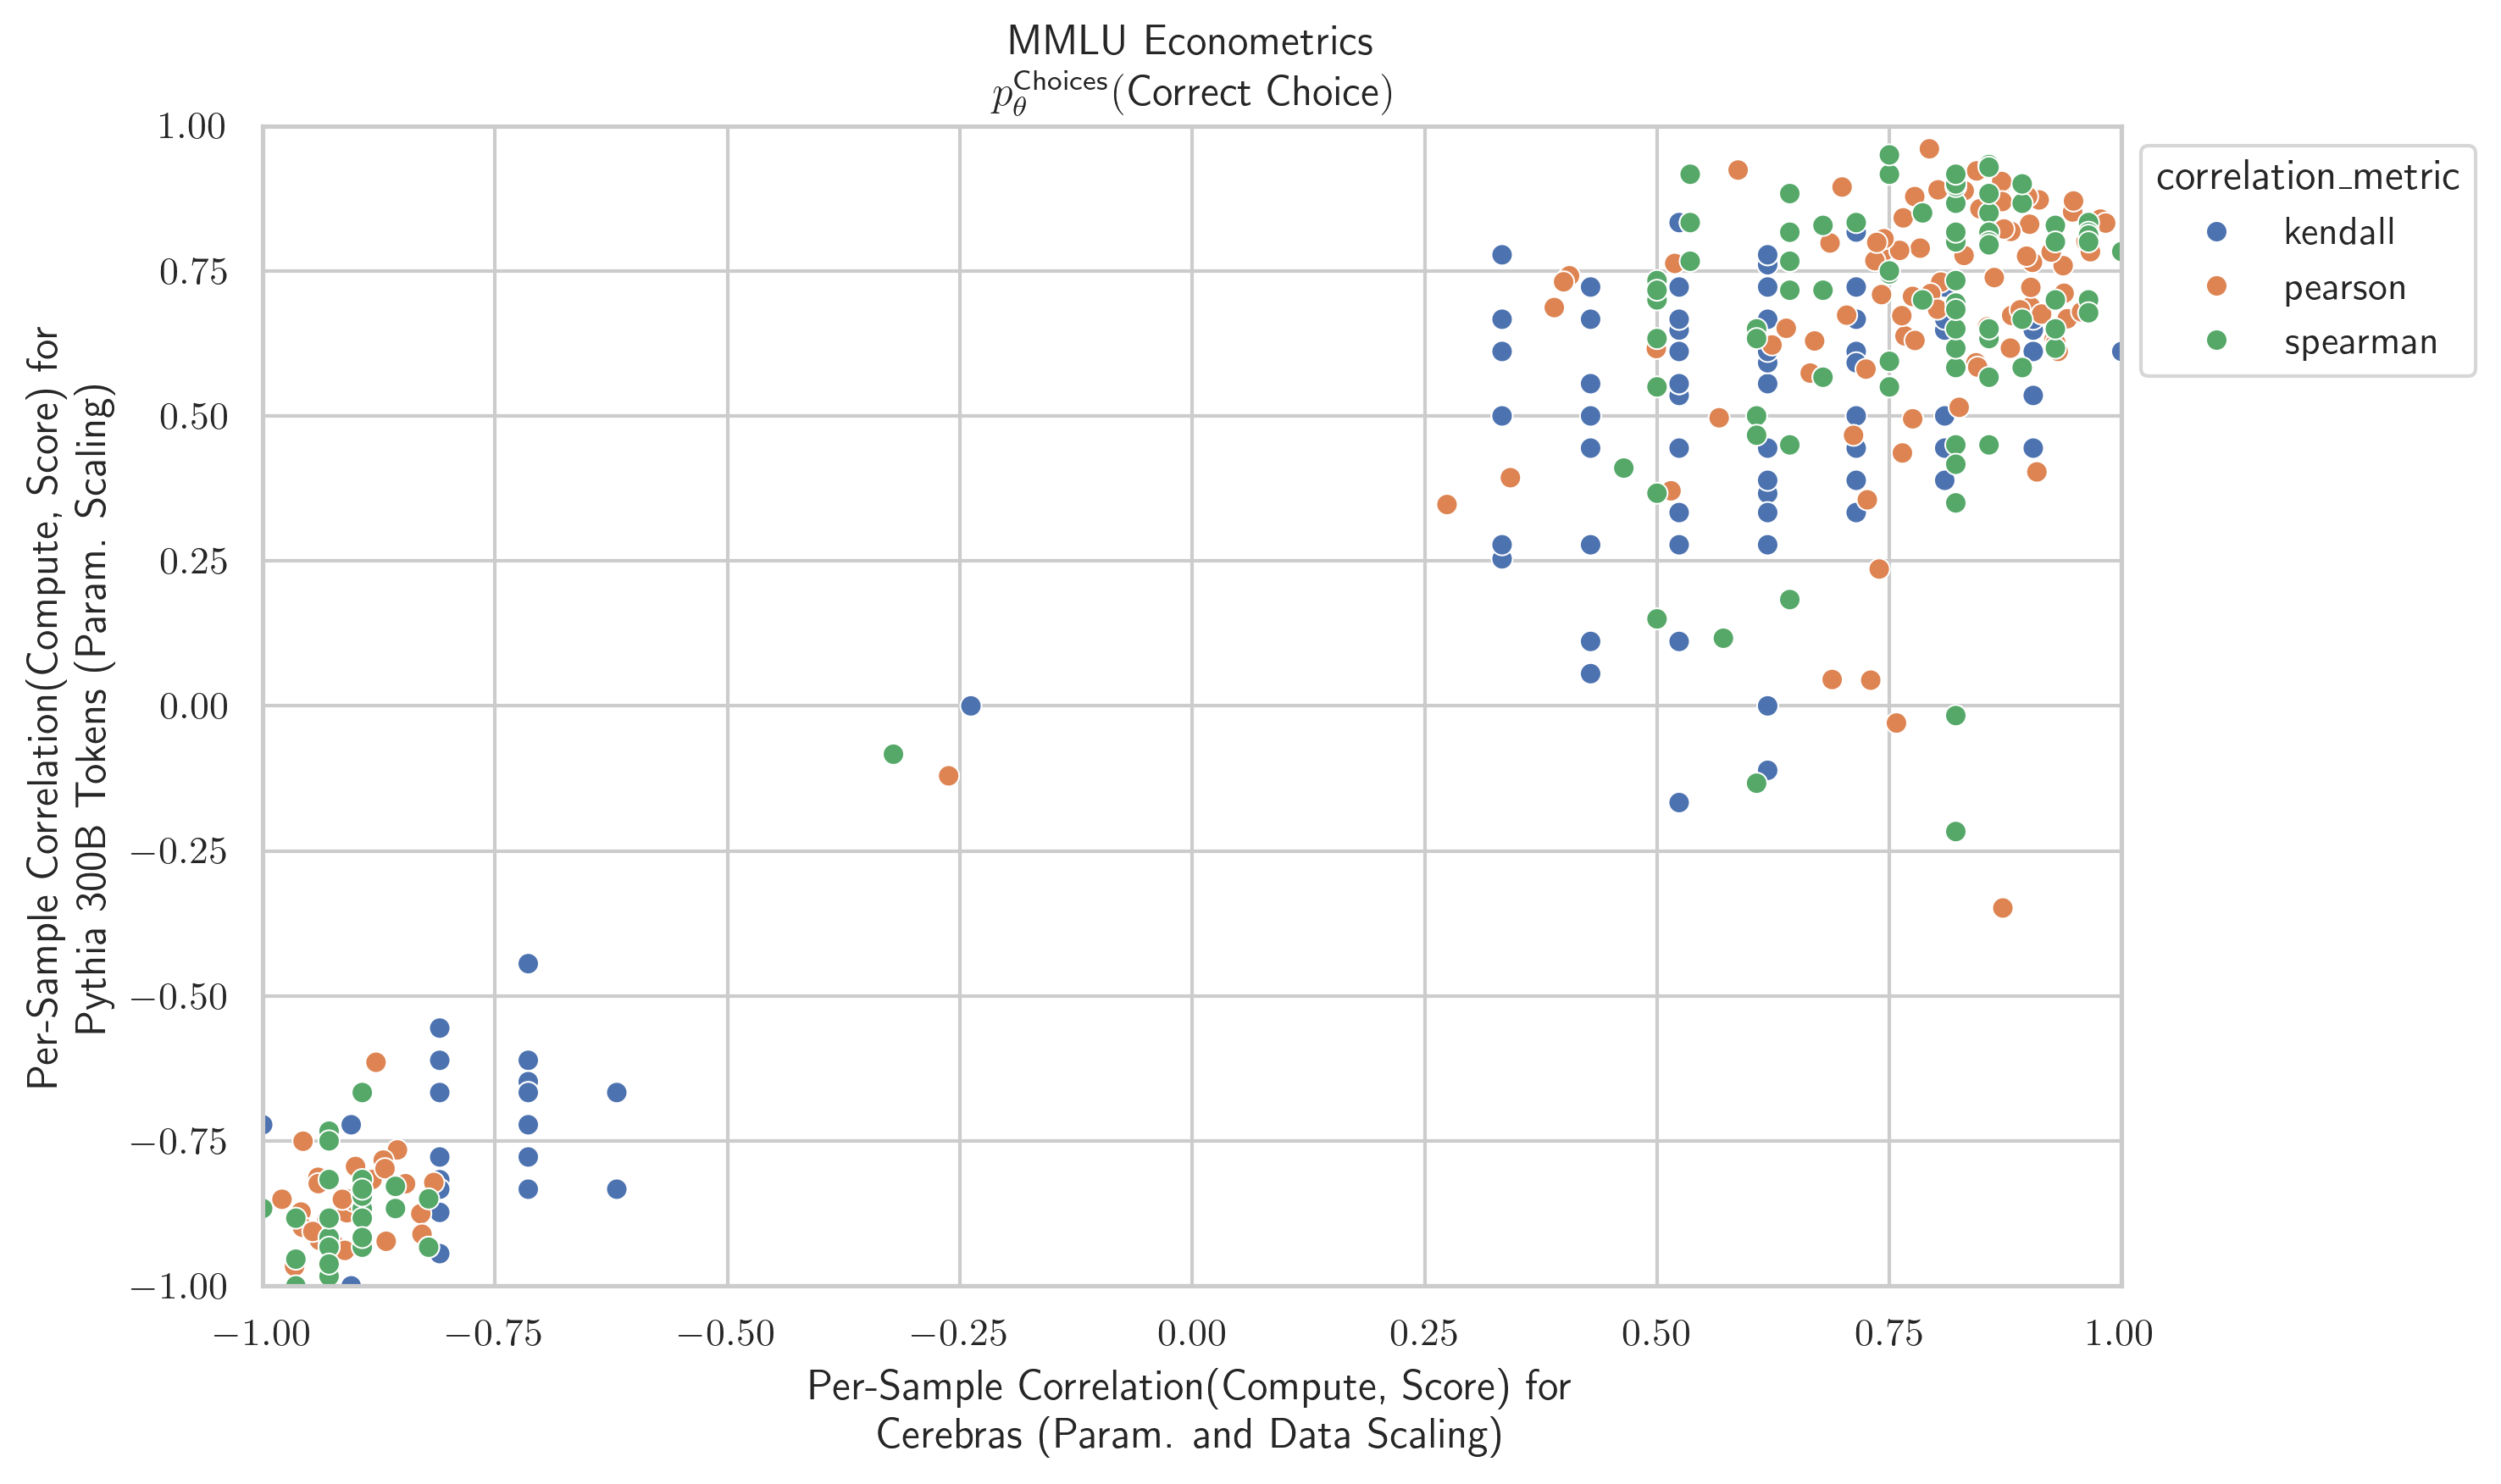 MMLU Econometrics
p_θ^Choices(Correct Choice)
1.00
0.75
0.50
0.25
0.00
−0.25
−0.50
−0.75
−1.00
Per-Sample Correlation(Compute, Score) for
Pythia 300B Tokens (Param. Scaling)
correlation_metric
kendall
pearson
spearman
−1.00 −0.75 −0.50 −0.25 0.00 0.25 0.50 0.75 1.00
Per-Sample Correlation(Compute, Score) for
Cerebras (Param. and Data Scaling)